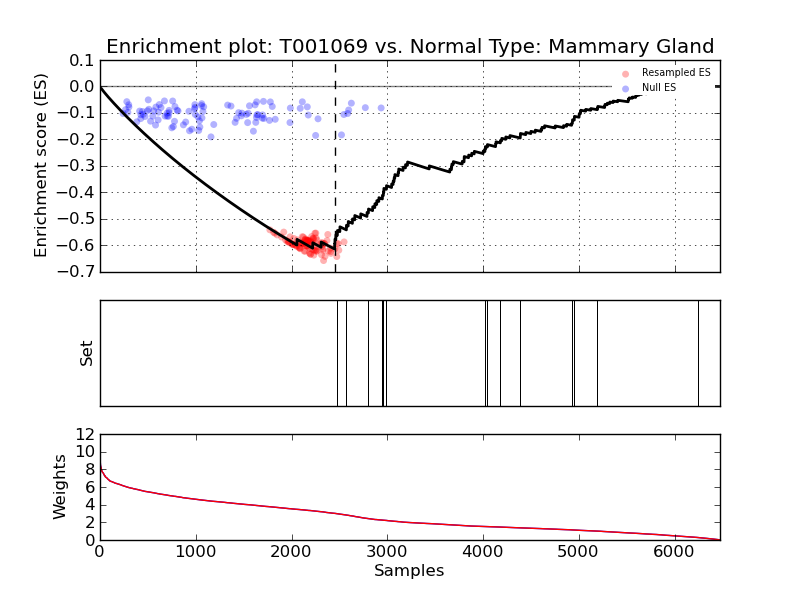 Enrichment plot: T001069 vs. Normal Type: Mammary Gland
0.1
0.0
−0.1
−0.2
−0.3
−0.4
−0.5
−0.6
−0.7
Enrichment score (ES)
Resampled ES
Null ES
Set
12
10
8
6
4
2
0
Weights
0 1000 2000 3000 4000 5000 6000
Samples